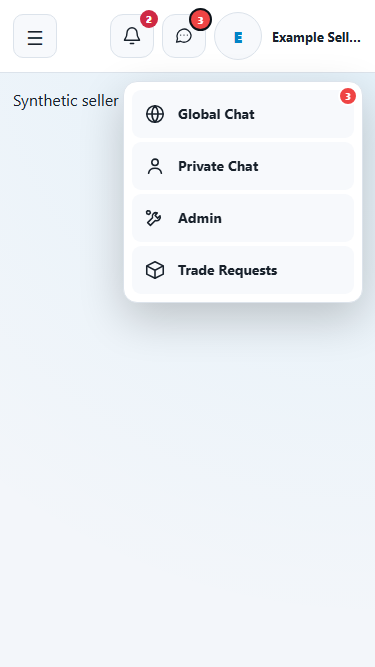 2
3
E
Example Sell...
Synthetic seller
Global Chat
3
Private Chat
Admin
Trade Requests